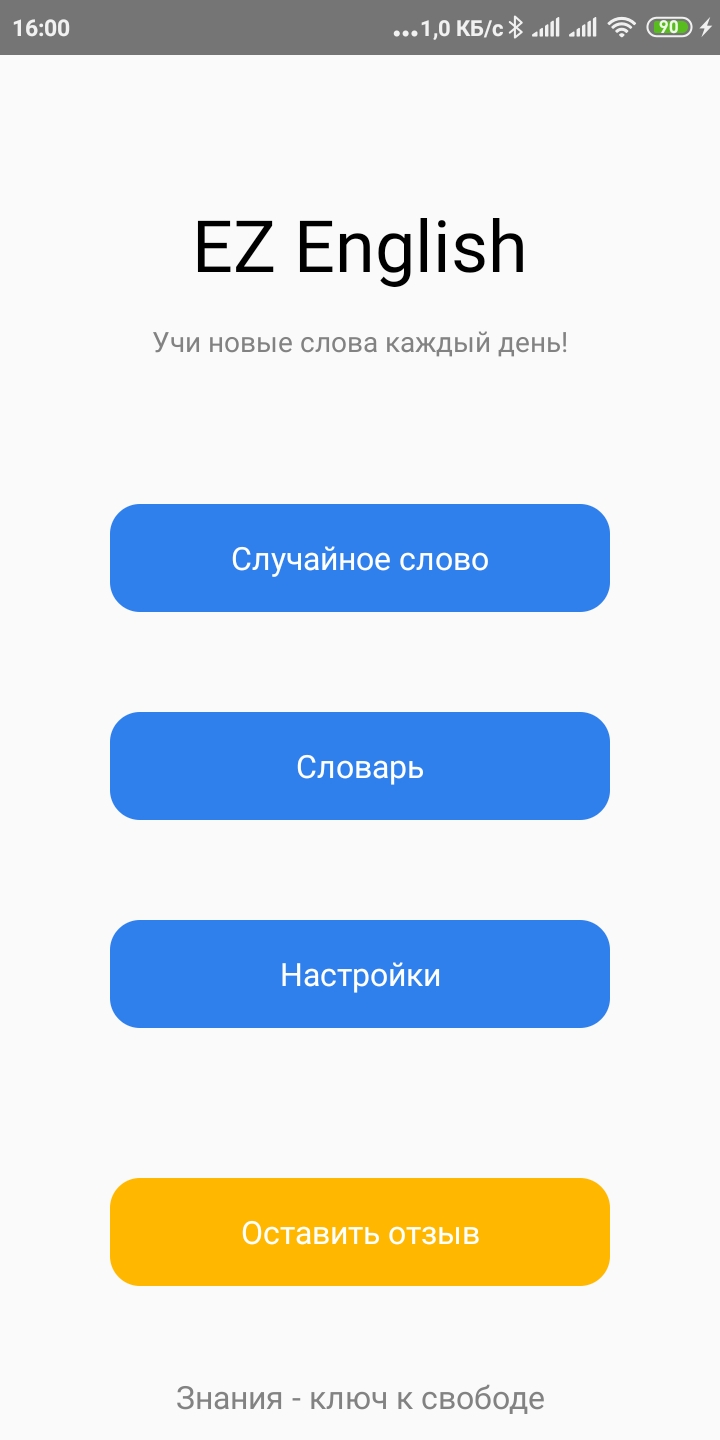 16:00 ...1,0 КБ/с 90
EZ English
Учи новые слова каждый день!
Случайное слово
Словарь
Настройки
Оставить отзыв
Знания - ключ к свободе